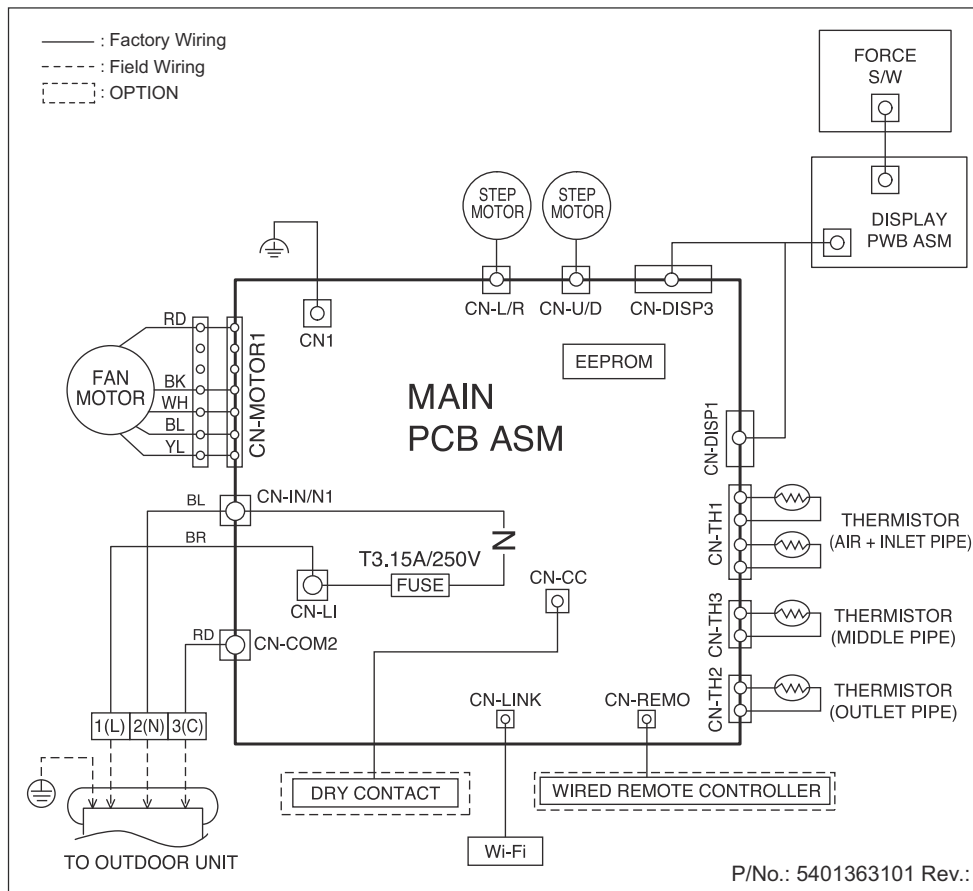 : Factory Wiring
: Field Wiring
: OPTION
FORCE
S/W
DISPLAY
PWB ASM
STEP
MOTOR
STEP
MOTOR
CN-L/R
CN-U/D
CN-DISP3
CN1
EEPROM
MAIN
PCB ASM
FAN
MOTOR
RD
BK
WH
BL
YL
CN-MOTOR1
CN-DISP1
CN-TH1
THERMISTOR
(AIR + INLET PIPE)
CN-TH3
THERMISTOR
(MIDDLE PIPE)
CN-TH2
THERMISTOR
(OUTLET PIPE)
BL
CN-IN/N1
BR
T3.15A/250V
FUSE
N
CN-LI
CN-CC
RD
CN-COM2
CN-LINK
CN-REMO
1(L)
2(N)
3(C)
DRY CONTACT
WIRED REMOTE CONTROLLER
Wi-Fi
TO OUTDOOR UNIT
P/No.: 5401363101 Rev.: